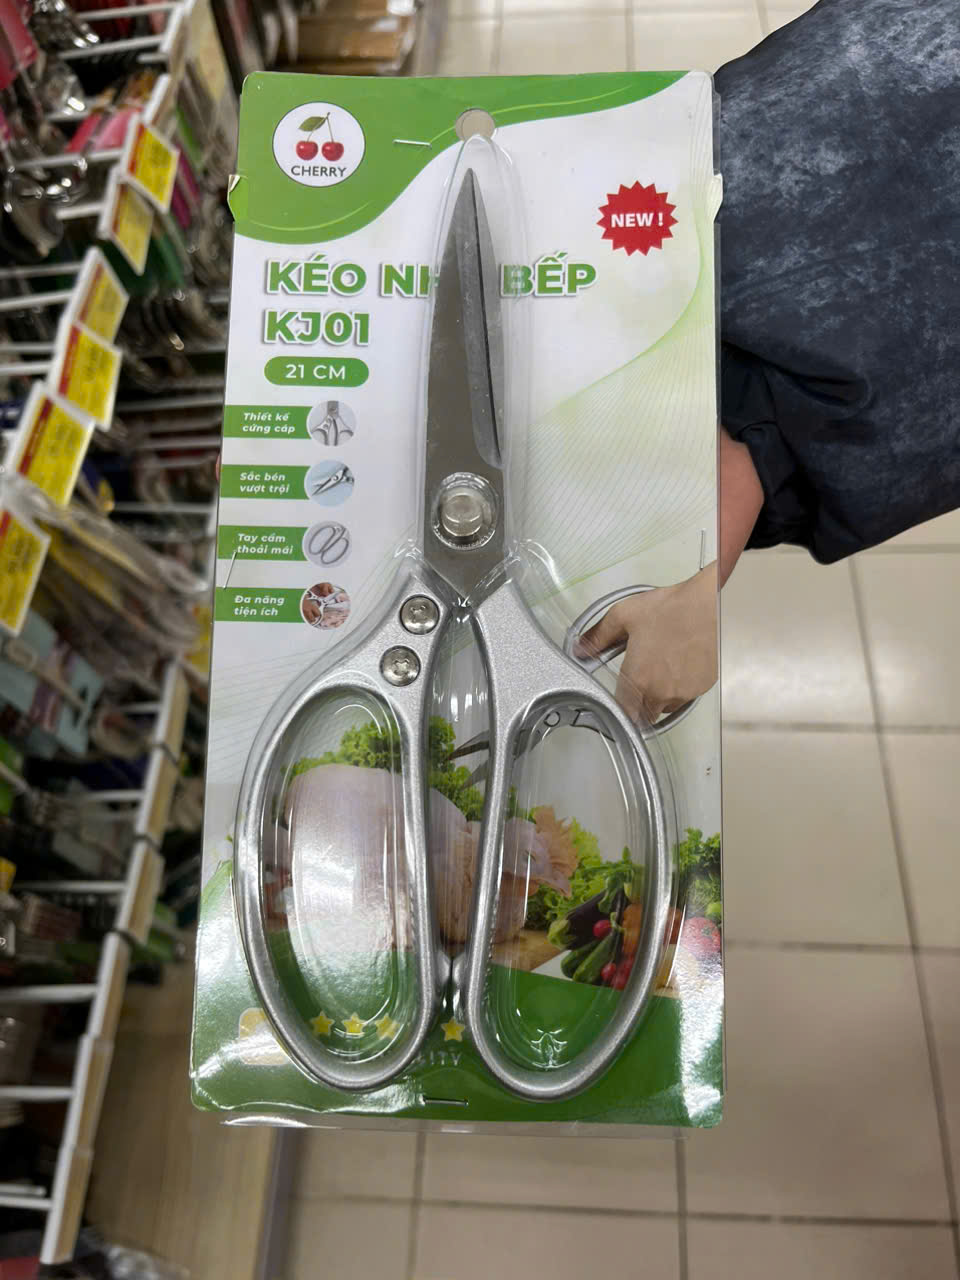 CHERRY
NEW !
KÉO BẾP
KJ01
21 CM
Thiết kế
cứng cáp
Sắc bén
vượt trội
Tay cầm
thoải mái
Đa năng
tiện ích